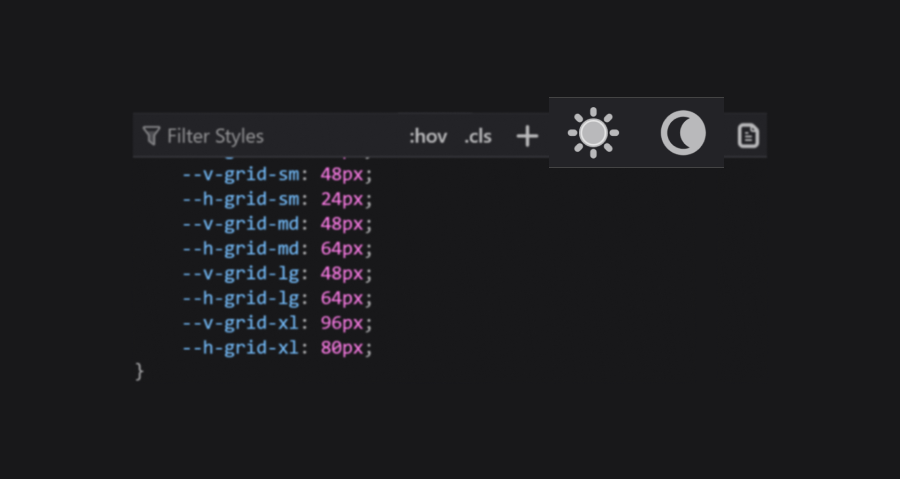 Filter Styles :hov .cls +
--v-grid-sm: 48px;
--h-grid-sm: 24px;
--v-grid-md: 48px;
--h-grid-md: 64px;
--v-grid-lg: 48px;
--h-grid-lg: 64px;
--v-grid-xl: 96px;
--h-grid-xl: 80px;
}